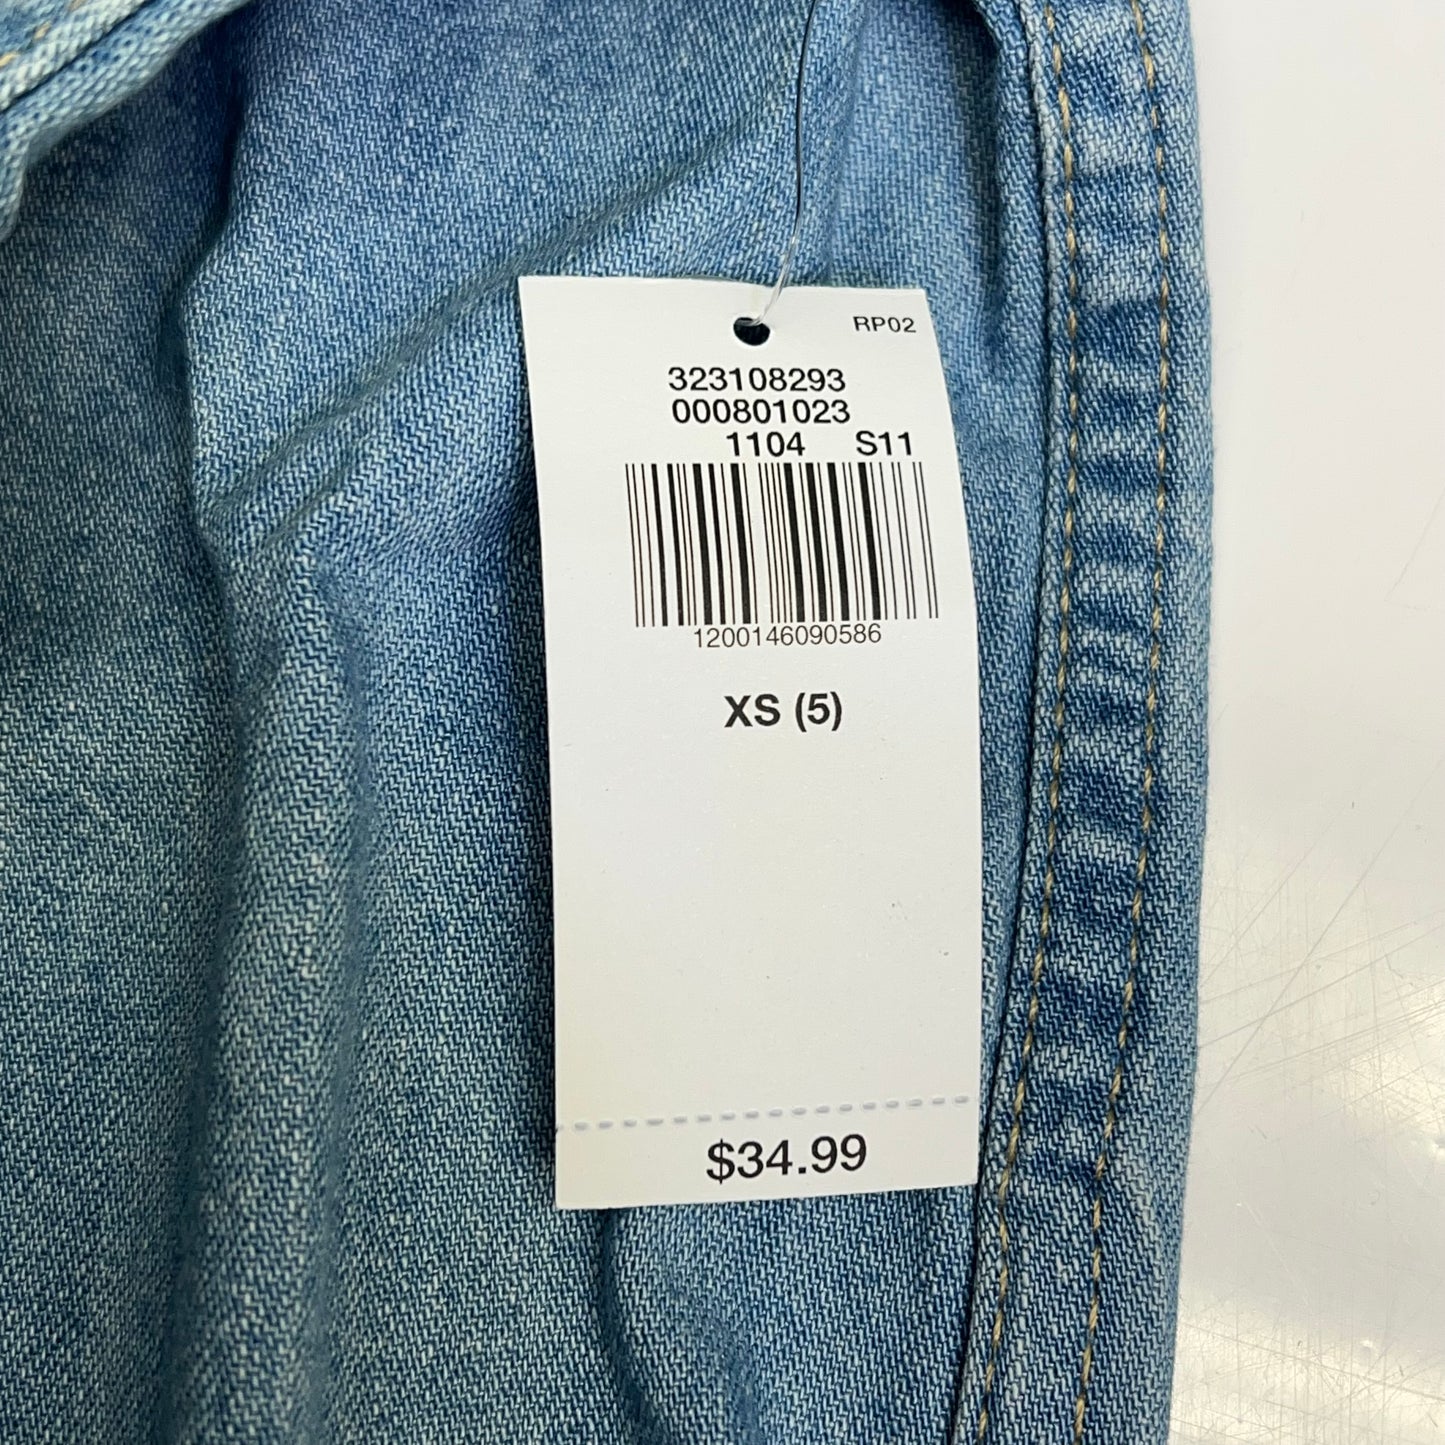 RP02
323108293
000801023
1104 S11
1200146090586
XS (5)
$34.99